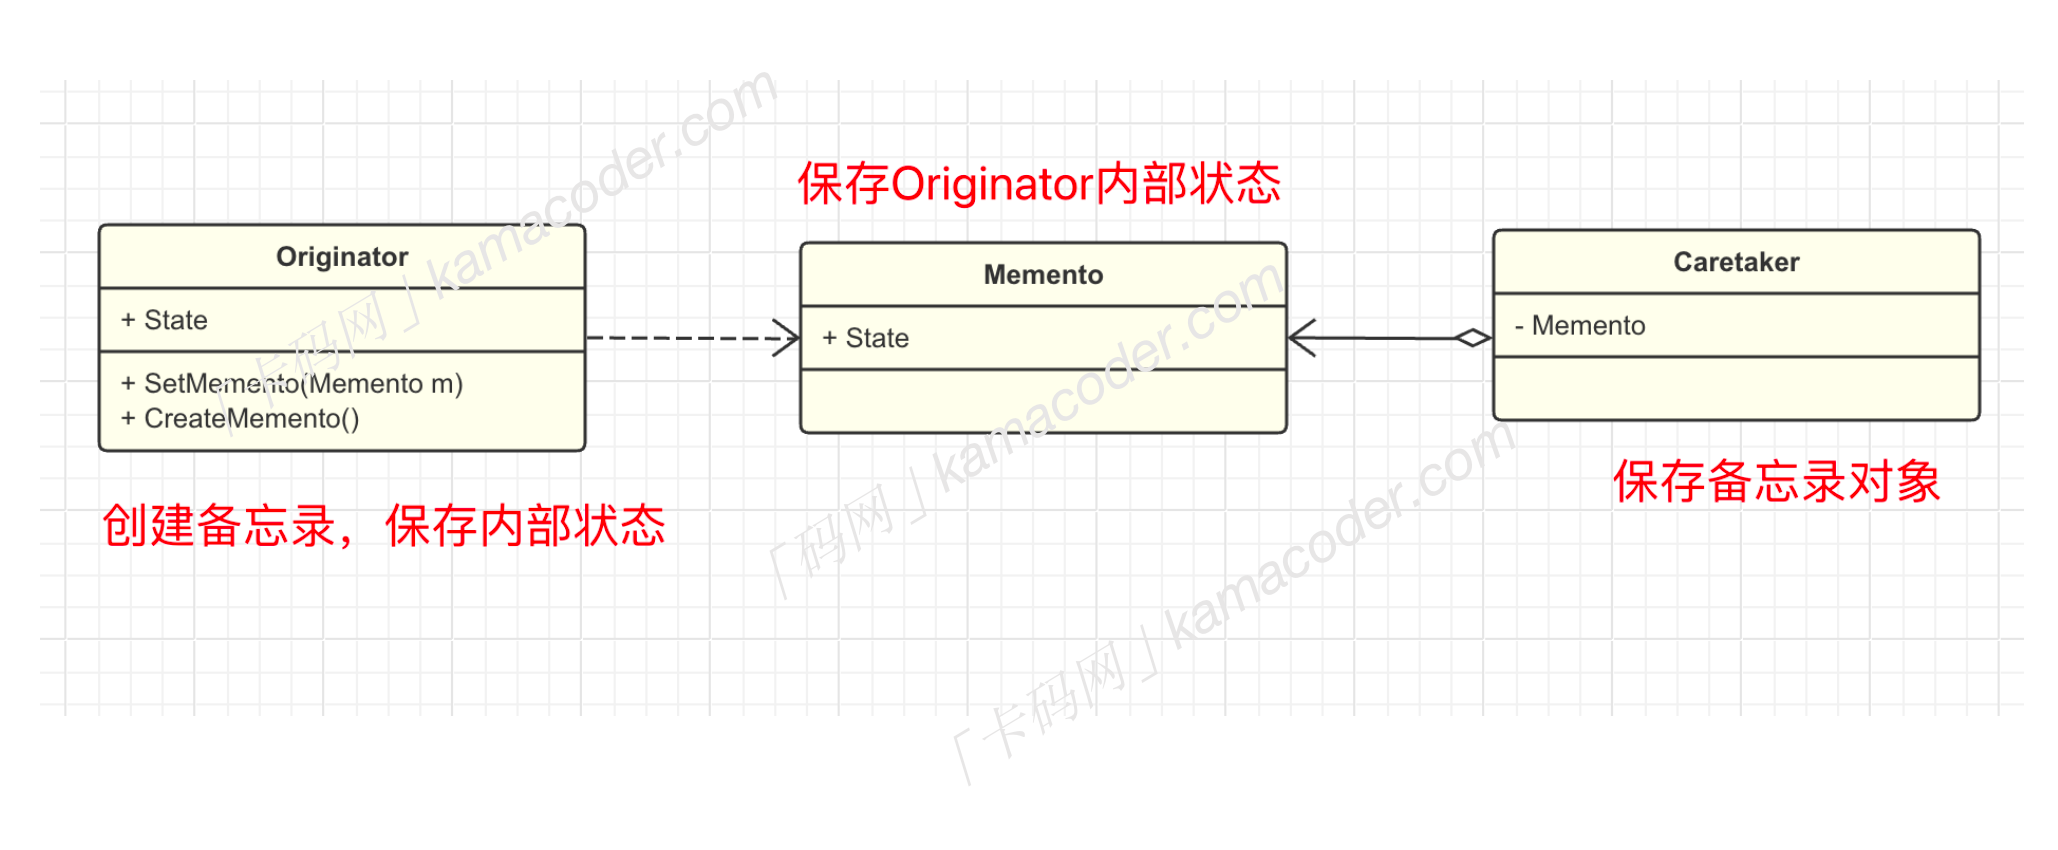 保存Originator内部状态
Originator
+ State
+ SetMemento(Memento m)
+ CreateMemento()
创建备忘录，保存内部状态
Memento
+ State
Caretaker
- Memento
保存备忘录对象
「卡码网」kamacoder.com
「码网」kamacoder.com
「卡码网」kamacoder.com